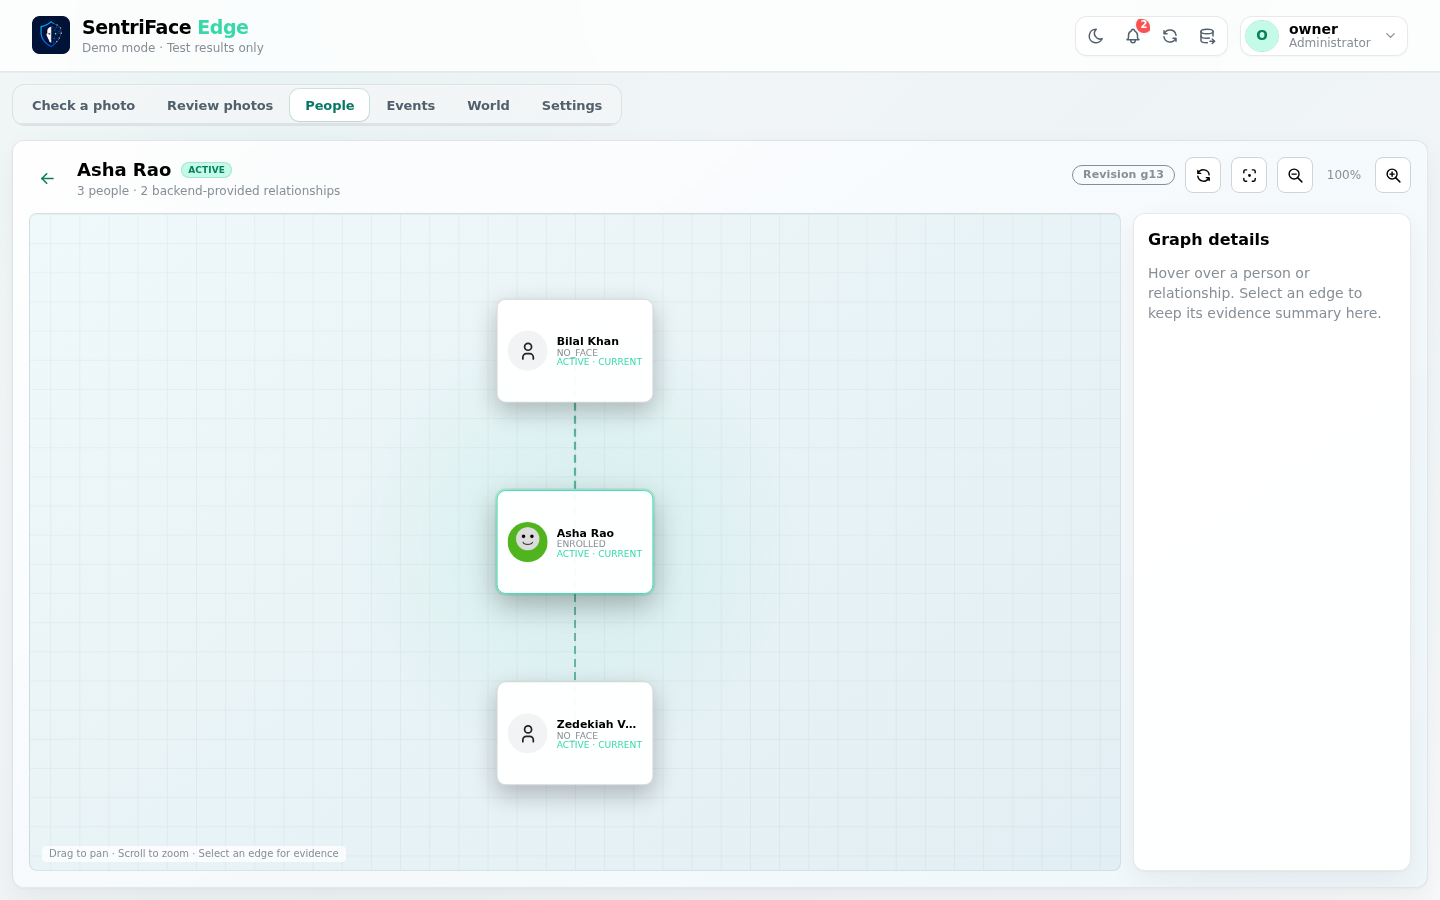 SentriFace Edge
Demo mode · Test results only
2
O
owner
Administrator
Check a photo
Review photos
People
Events
World
Settings
Asha Rao
ACTIVE
3 people · 2 backend-provided relationships
Revision g13
100%
Bilal Khan
NO_FACE
ACTIVE · CURRENT
Asha Rao
ENROLLED
ACTIVE · CURRENT
Zedekiah V...
NO_FACE
ACTIVE · CURRENT
Drag to pan · Scroll to zoom · Select an edge for evidence
Graph details
Hover over a person or
relationship. Select an edge to
keep its evidence summary here.